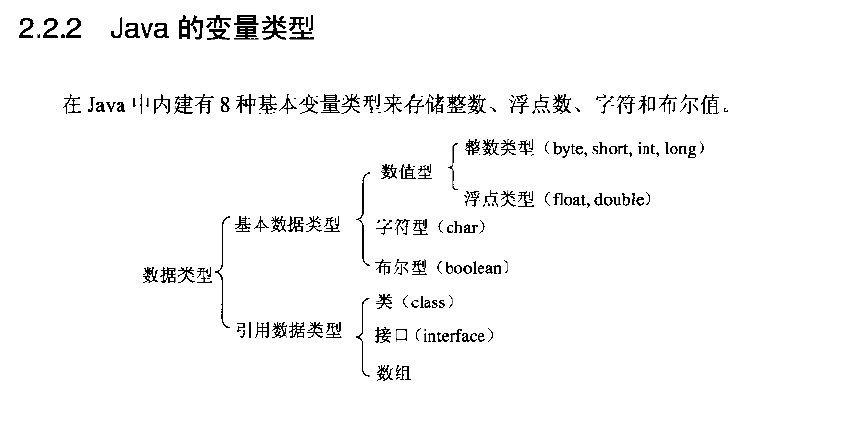 2.2.2 Java 的变量类型
在 Java 中内建有 8 种基本变量类型来存储整数、浮点数、字符和布尔值。
整数类型（byte, short, int, long）
数值型
浮点类型（float, double）
基本数据类型
字符型（char）
布尔型（boolean）
数据类型
类（class）
引用数据类型
接口（interface）
数组